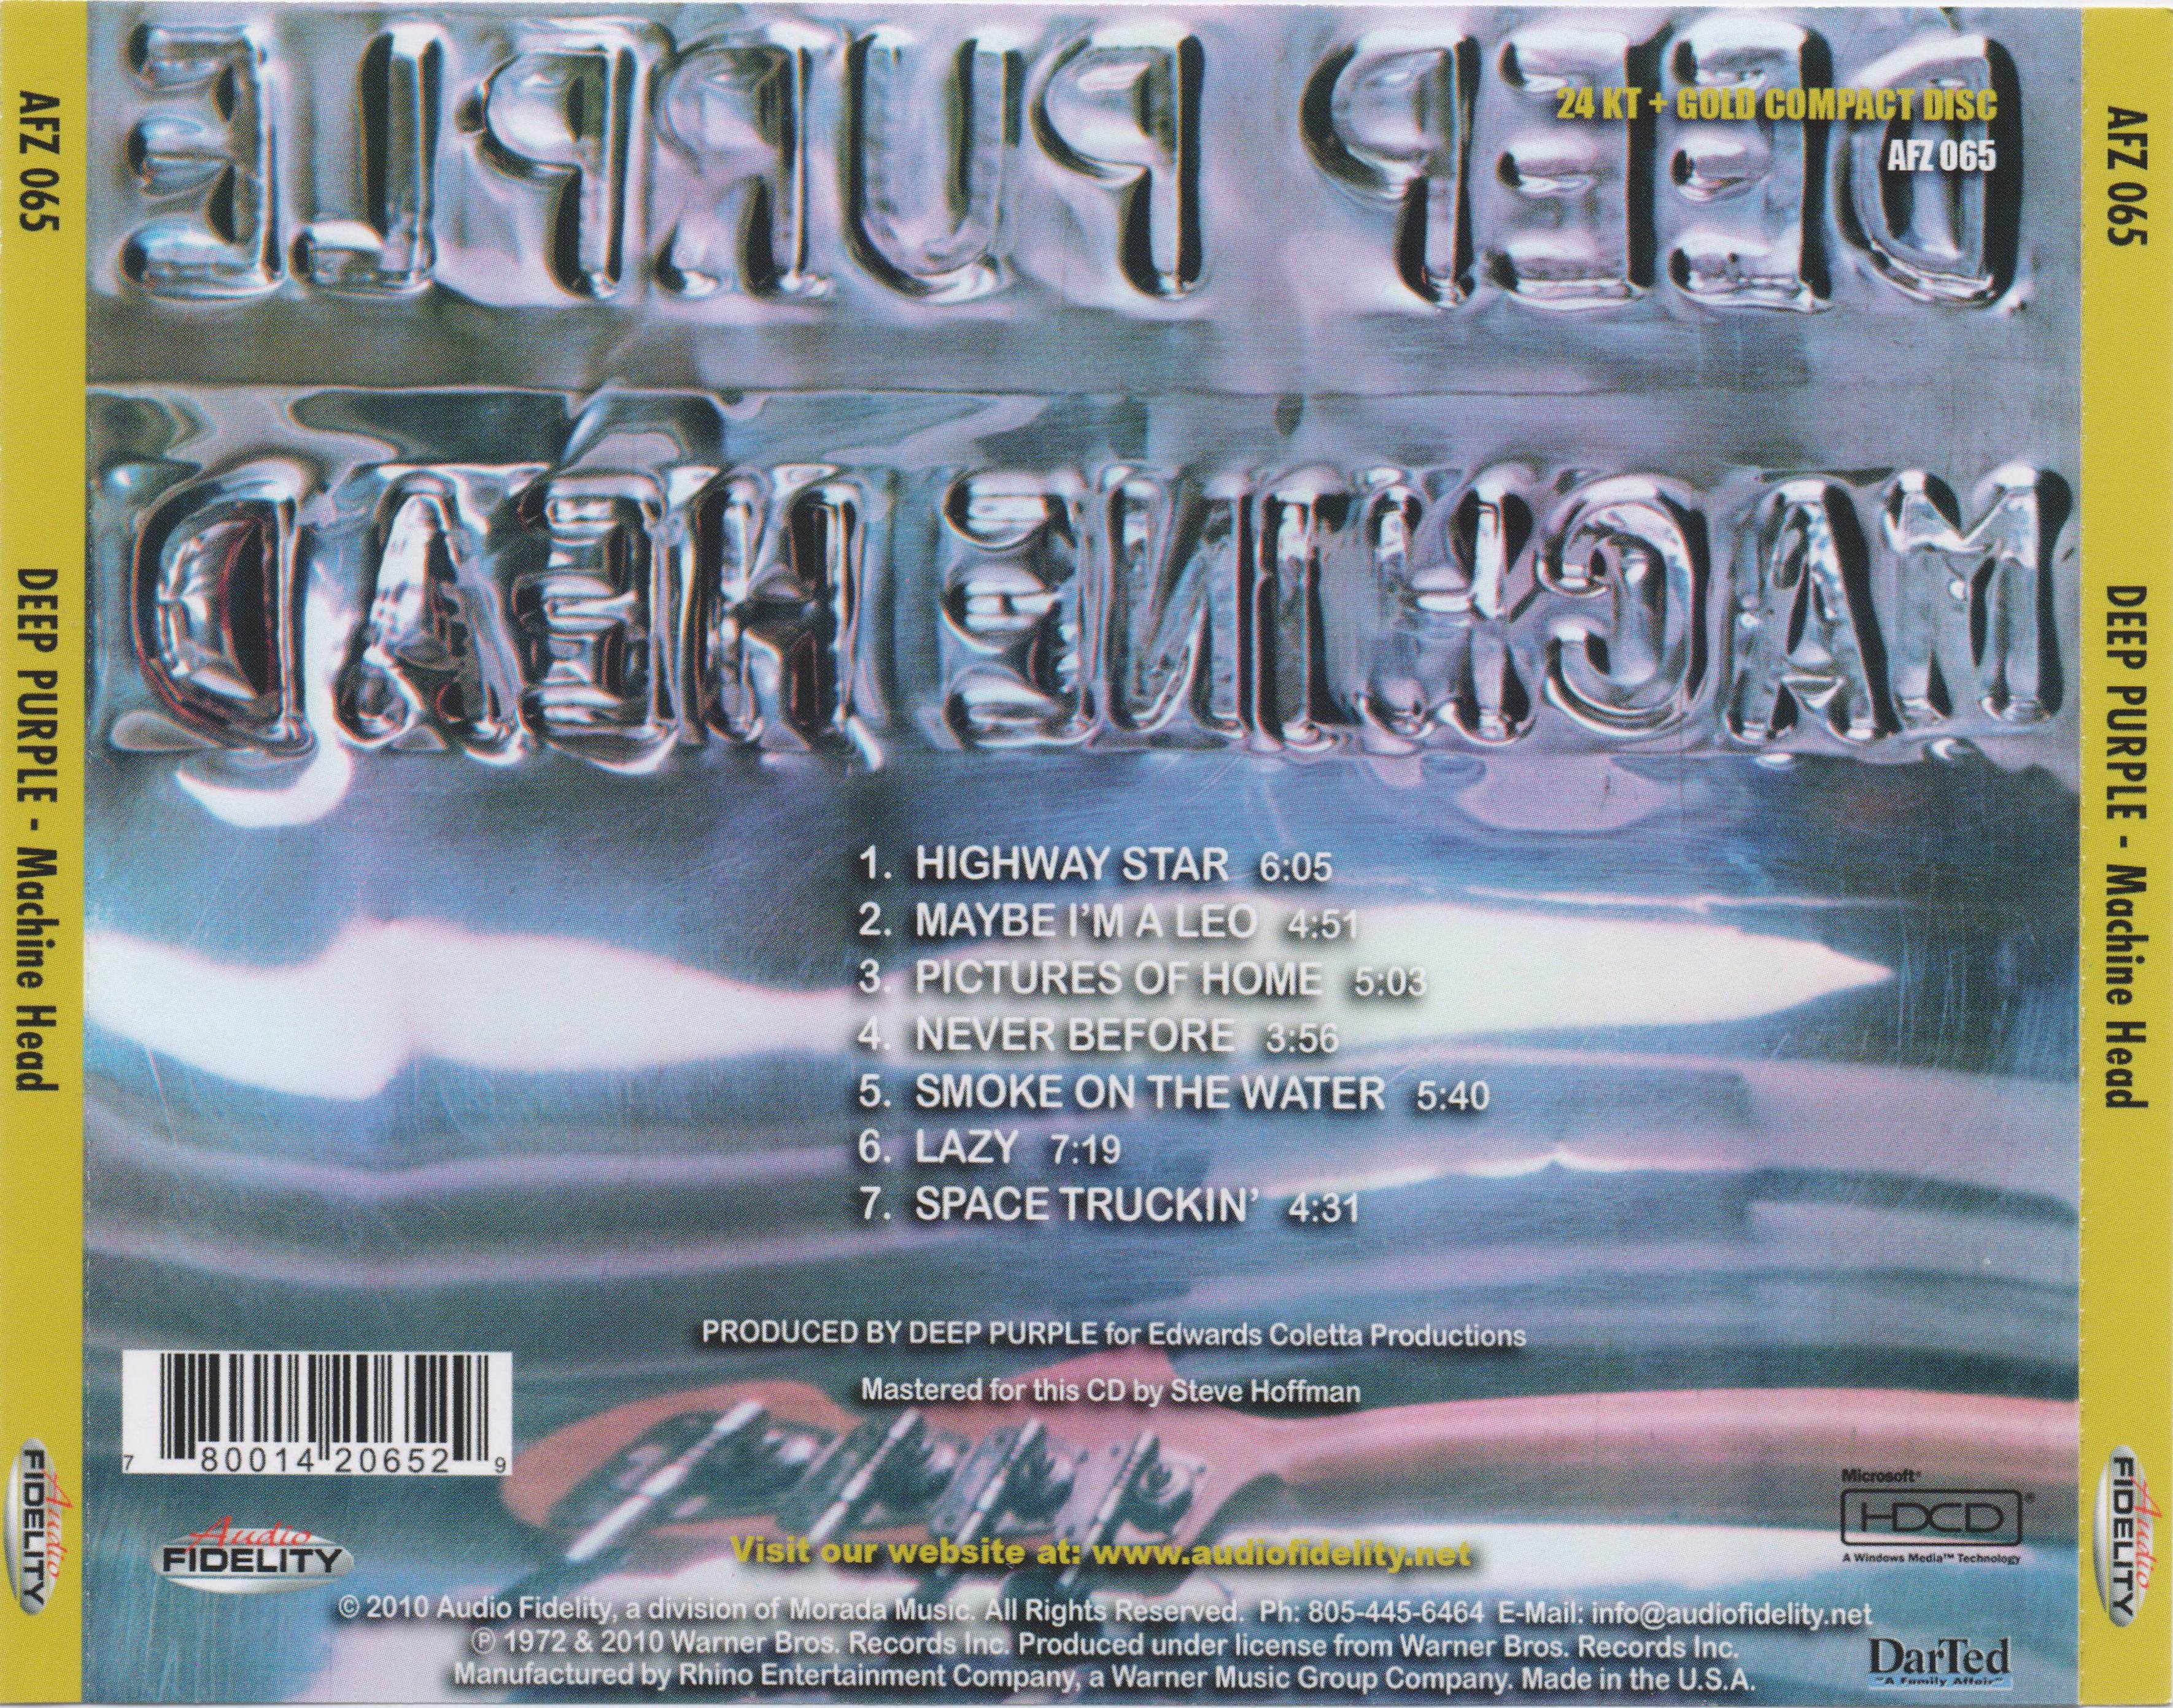 DEEP PURPLE
24 KT + GOLD COMPACT DISC
AFZ 065
MACHINE HEAD
1. HIGHWAY STAR 6:05
2. MAYBE I'M A LEO 4:51
3. PICTURES OF HOME 5:03
4. NEVER BEFORE 3:56
5. SMOKE ON THE WATER 5:40
6. LAZY 7:19
7. SPACE TRUCKIN' 4:31
PRODUCED BY DEEP PURPLE for Edwards Coletta Productions
Mastered for this CD by Steve Hoffman
7 80014 20652 9
Audio
FIDELITY
Visit our website at: www.audiofidelity.net
Microsoft®
HDCD®
A Windows Media™ Technology
© 2010 Audio Fidelity, a division of Morada Music. All Rights Reserved. Ph: 805-445-6464 E-Mail: info@audiofidelity.net
℗ 1972 & 2010 Warner Bros. Records Inc. Produced under license from Warner Bros. Records Inc.
Manufactured by Rhino Entertainment Company, a Warner Music Group Company. Made in the U.S.A.
DarTed
"A Family Affair"
AFZ 065
DEEP PURPLE - Machine Head
Audio
FIDELITY
AFZ 065
DEEP PURPLE - Machine Head
Audio
FIDELITY